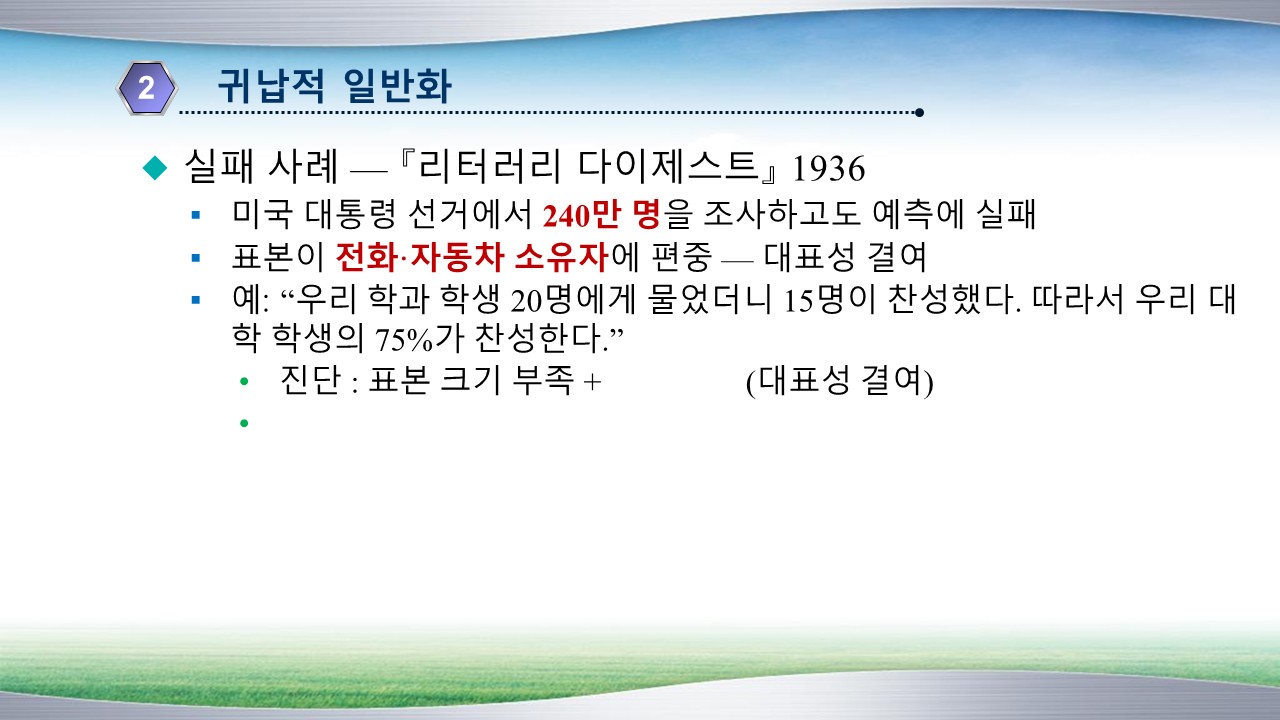 2 귀납적 일반화
실패 사례 — 『리터러리 다이제스트』 1936
미국 대통령 선거에서 240만 명을 조사하고도 예측에 실패
표본이 전화·자동차 소유자에 편중 — 대표성 결여
예: “우리 학과 학생 20명에게 물었더니 15명이 찬성했다. 따라서 우리 대
학 학생의 75%가 찬성한다.”
진단 : 표본 크기 부족 + (대표성 결여)